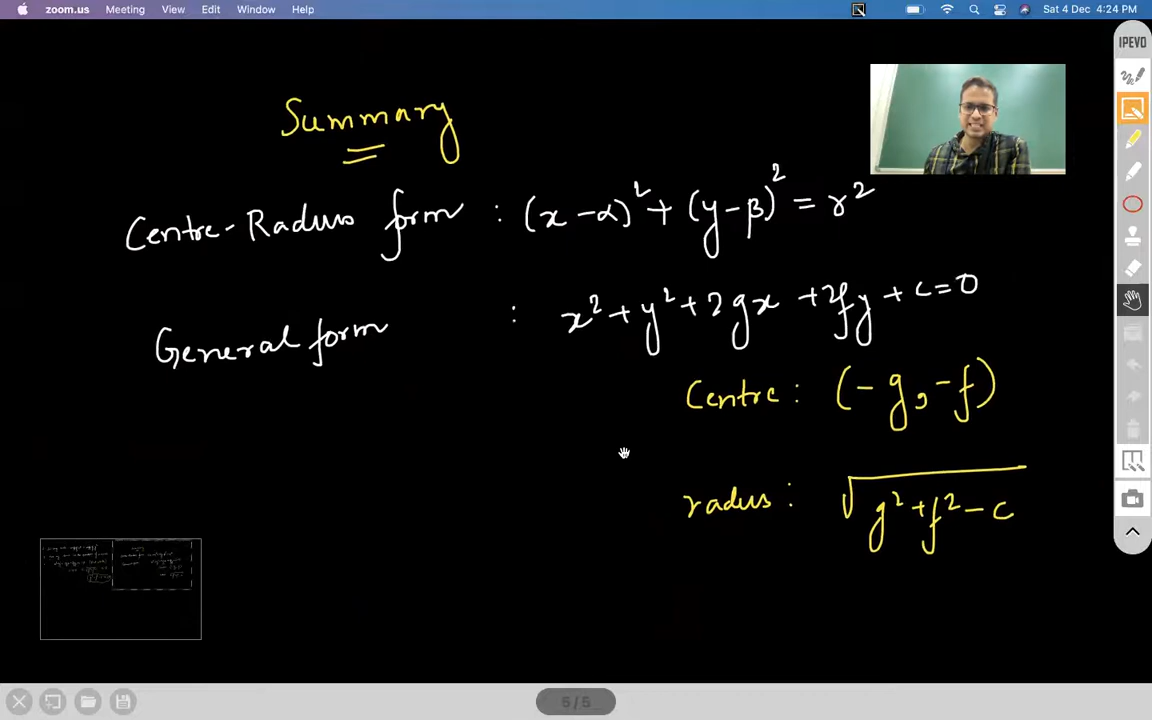 zoom.us Meeting View Edit Window Help Sat 4 Dec 4:24 PM
IPEVO
Summary
Centre-Radius form : (x-α)² + (y-β)² = r²
General form : x² + y² + 2gx + 2fy + c = 0
Centre : (-g, -f)
radius : √(g² + f² - c)